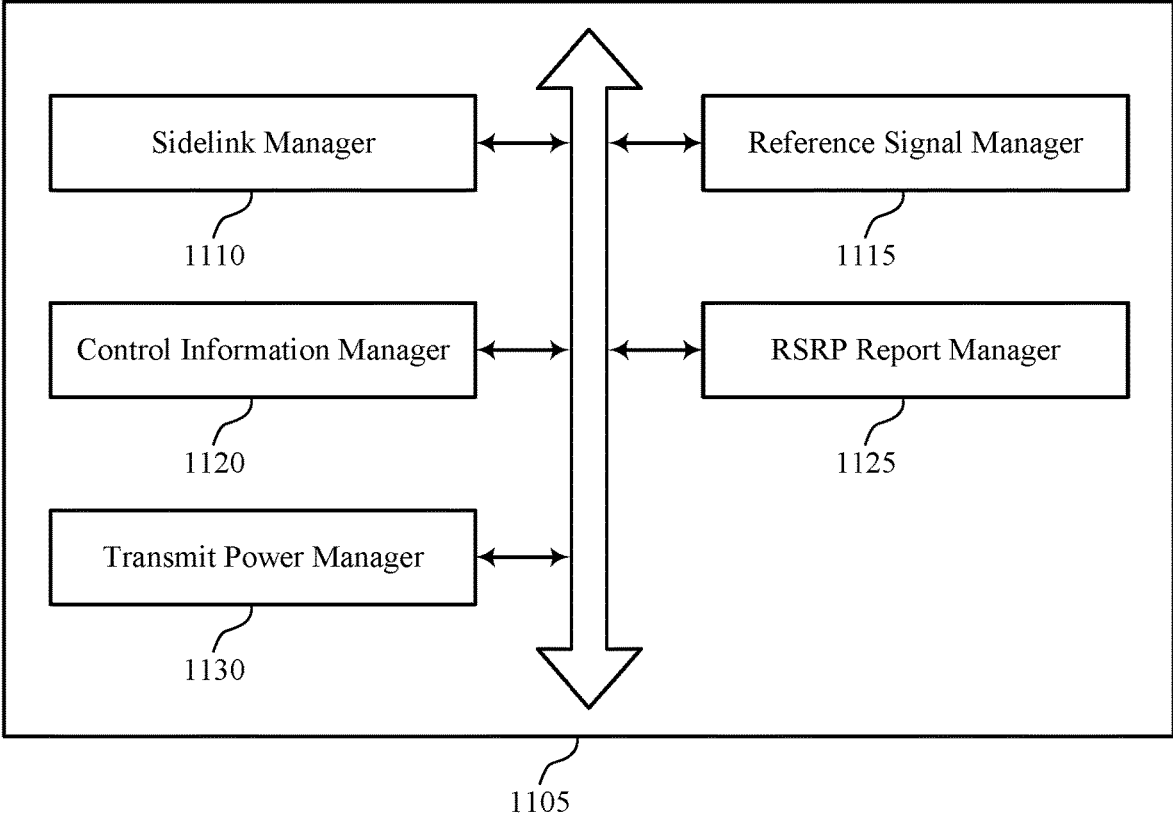 Sidelink Manager
Reference Signal Manager
1110
1115
Control Information Manager
RSRP Report Manager
1120
1125
Transmit Power Manager
1130
1105